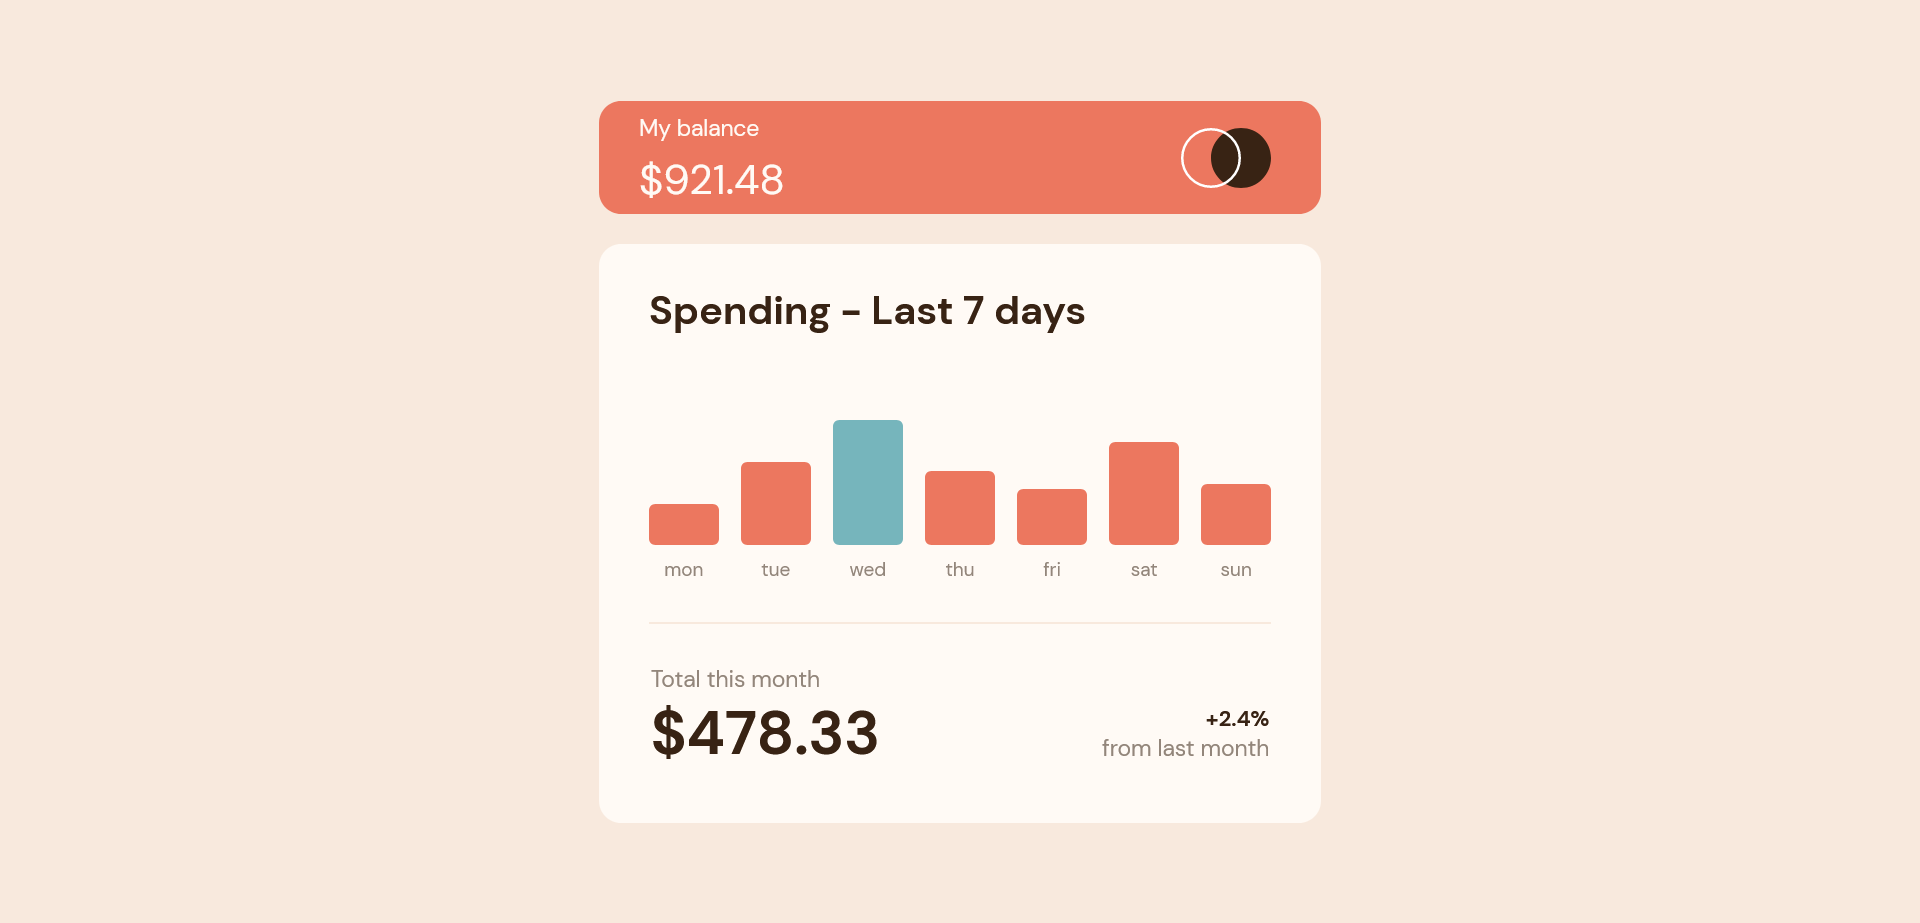 My balance
$921.48
Spending - Last 7 days
mon tue wed thu fri sat sun
Total this month
$478.33
+2.4%
from last month